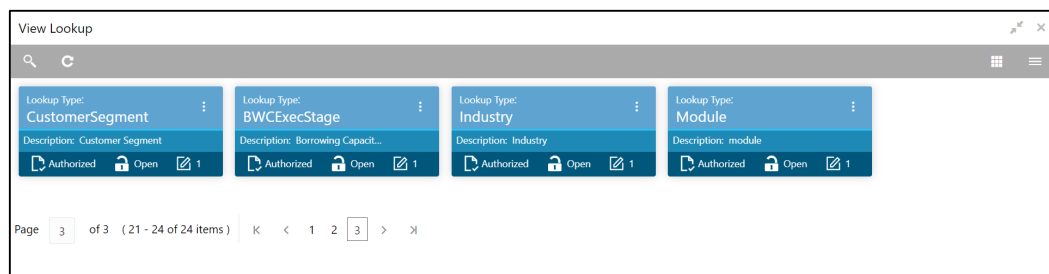 View Lookup
Lookup Type:
CustomerSegment
Description: Customer Segment
Authorized Open 1
Lookup Type:
BWCExecStage
Description: Borrowing Capacit...
Authorized Open 1
Lookup Type:
Industry
Description: Industry
Authorized Open 1
Lookup Type:
Module
Description: module
Authorized Open 1
Page 3 of 3 ( 21 - 24 of 24 items ) 1 2 3